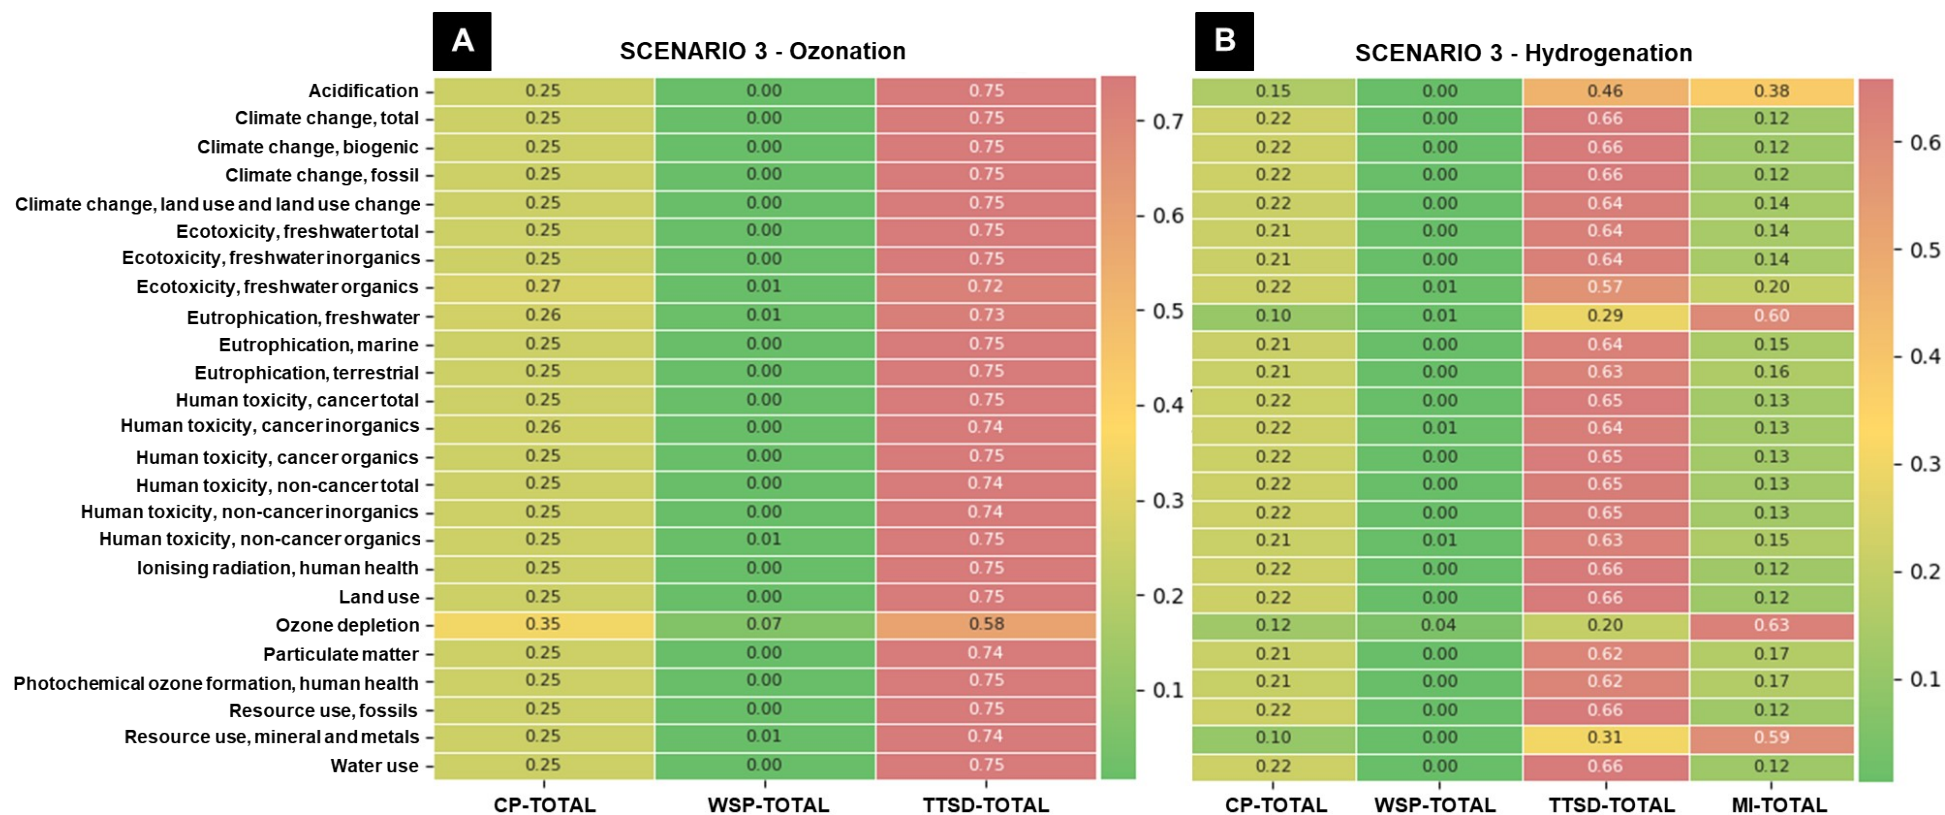 A
SCENARIO 3 - Ozonation
B
SCENARIO 3 - Hydrogenation
Acidification 0.25 0.00 0.75 0.15 0.00 0.46 0.38
Climate change, total 0.25 0.00 0.75 0.22 0.00 0.66 0.12
Climate change, biogenic 0.25 0.00 0.75 0.22 0.00 0.66 0.12
Climate change, fossil 0.25 0.00 0.75 0.22 0.00 0.66 0.12
Climate change, land use and land use change 0.25 0.00 0.75 0.22 0.00 0.64 0.14
Ecotoxicity, freshwater total 0.25 0.00 0.75 0.21 0.00 0.64 0.14
Ecotoxicity, freshwater inorganics 0.25 0.00 0.75 0.21 0.00 0.64 0.14
Ecotoxicity, freshwater organics 0.27 0.01 0.72 0.22 0.01 0.57 0.20
Eutrophication, freshwater 0.26 0.01 0.73 0.10 0.01 0.29 0.60
Eutrophication, marine 0.25 0.00 0.75 0.21 0.00 0.64 0.15
Eutrophication, terrestrial 0.25 0.00 0.75 0.21 0.00 0.63 0.16
Human toxicity, cancer total 0.25 0.00 0.75 0.22 0.00 0.65 0.13
Human toxicity, cancer inorganics 0.26 0.00 0.74 0.22 0.01 0.64 0.13
Human toxicity, cancer organics 0.25 0.00 0.75 0.22 0.00 0.65 0.13
Human toxicity, non-cancer total 0.25 0.00 0.74 0.22 0.00 0.65 0.13
Human toxicity, non-cancer inorganics 0.25 0.00 0.74 0.22 0.00 0.65 0.13
Human toxicity, non-cancer organics 0.25 0.01 0.75 0.21 0.01 0.63 0.15
Ionising radiation, human health 0.25 0.00 0.75 0.22 0.00 0.66 0.12
Land use 0.25 0.00 0.75 0.22 0.00 0.66 0.12
Ozone depletion 0.35 0.07 0.58 0.12 0.04 0.20 0.63
Particulate matter 0.25 0.00 0.74 0.21 0.00 0.62 0.17
Photochemical ozone formation, human health 0.25 0.00 0.75 0.21 0.00 0.62 0.17
Resource use, fossils 0.25 0.00 0.75 0.22 0.00 0.66 0.12
Resource use, mineral and metals 0.25 0.01 0.74 0.10 0.00 0.31 0.59
Water use 0.25 0.00 0.75 0.22 0.00 0.66 0.12
CP-TOTAL WSP-TOTAL TTSD-TOTAL
0.7
0.6
0.5
0.4
0.3
0.2
0.1
CP-TOTAL WSP-TOTAL TTSD-TOTAL MI-TOTAL
0.6
0.5
0.4
0.3
0.2
0.1